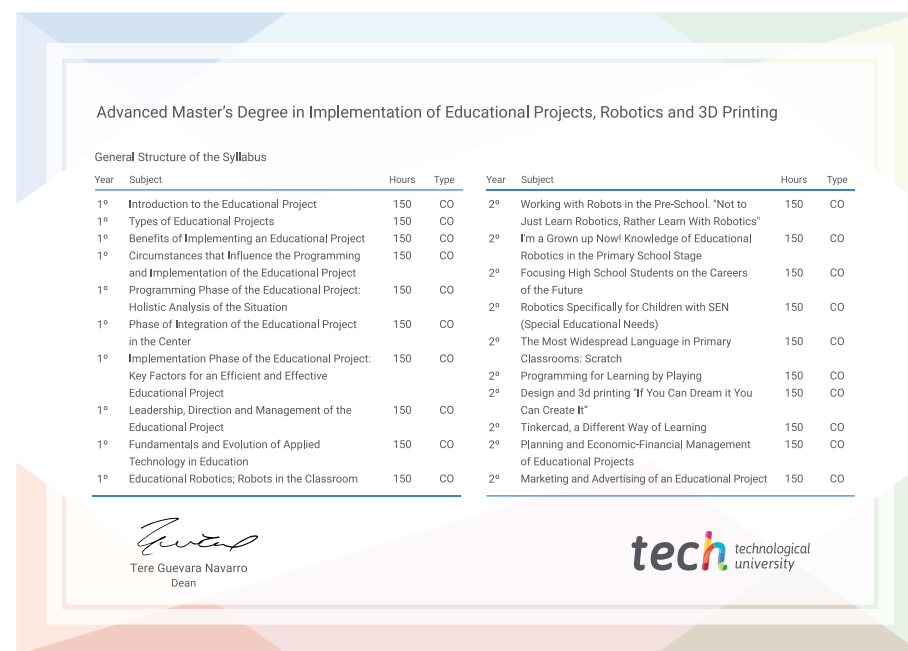 Advanced Master's Degree in Implementation of Educational Projects, Robotics and 3D Printing
General Structure of the Syllabus
Year Subject Hours Type
1º Introduction to the Educational Project 150 CO
1º Types of Educational Projects 150 CO
1º Benefits of Implementing an Educational Project 150 CO
1º Circumstances that Influence the Programming 150 CO
and Implementation of the Educational Project
1º Programming Phase of the Educational Project: 150 CO
Holistic Analysis of the Situation
1º Phase of Integration of the Educational Project 150 CO
in the Center
1º Implementation Phase of the Educational Project: 150 CO
Key Factors for an Efficient and Effective
Educational Project
1º Leadership, Direction and Management of the 150 CO
Educational Project
1º Fundamentals and Evolution of Applied 150 CO
Technology in Education
1º Educational Robotics; Robots in the Classroom 150 CO
Year Subject Hours Type
2º Working with Robots in the Pre-School. "Not to 150 CO
Just Learn Robotics, Rather Learn With Robotics"
2º I'm a Grown up Now! Knowledge of Educational 150 CO
Robotics in the Primary School Stage
2º Focusing High School Students on the Careers 150 CO
of the Future
2º Robotics Specifically for Children with SEN 150 CO
(Special Educational Needs)
2º The Most Widespread Language in Primary 150 CO
Classrooms: Scratch
2º Programming for Learning by Playing 150 CO
2º Design and 3d printing "If You Can Dream it You 150 CO
Can Create It"
2º Tinkercad, a Different Way of Learning 150 CO
2º Planning and Economic-Financial Management 150 CO
of Educational Projects
2º Marketing and Advertising of an Educational Project 150 CO
Tere Guevara Navarro
Dean
tech technological
university